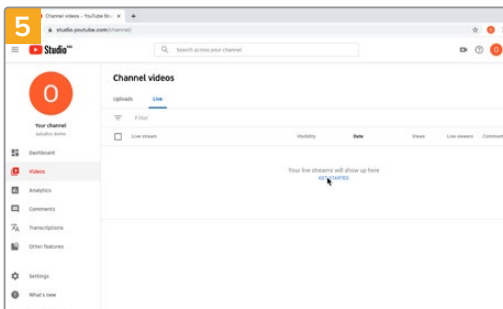 5
Channel videos - YouTube Stu
studio.youtube.com/channel/
Studio
Search across your channel
O
Your channel
Channel videos
Uploads Live
Filter
Live stream Visibility Date Views Live viewers Comment
Your live streams will show up here
GET STARTED
Dashboard
Videos
Analytics
Comments
Transcriptions
Other features
Settings
What's new